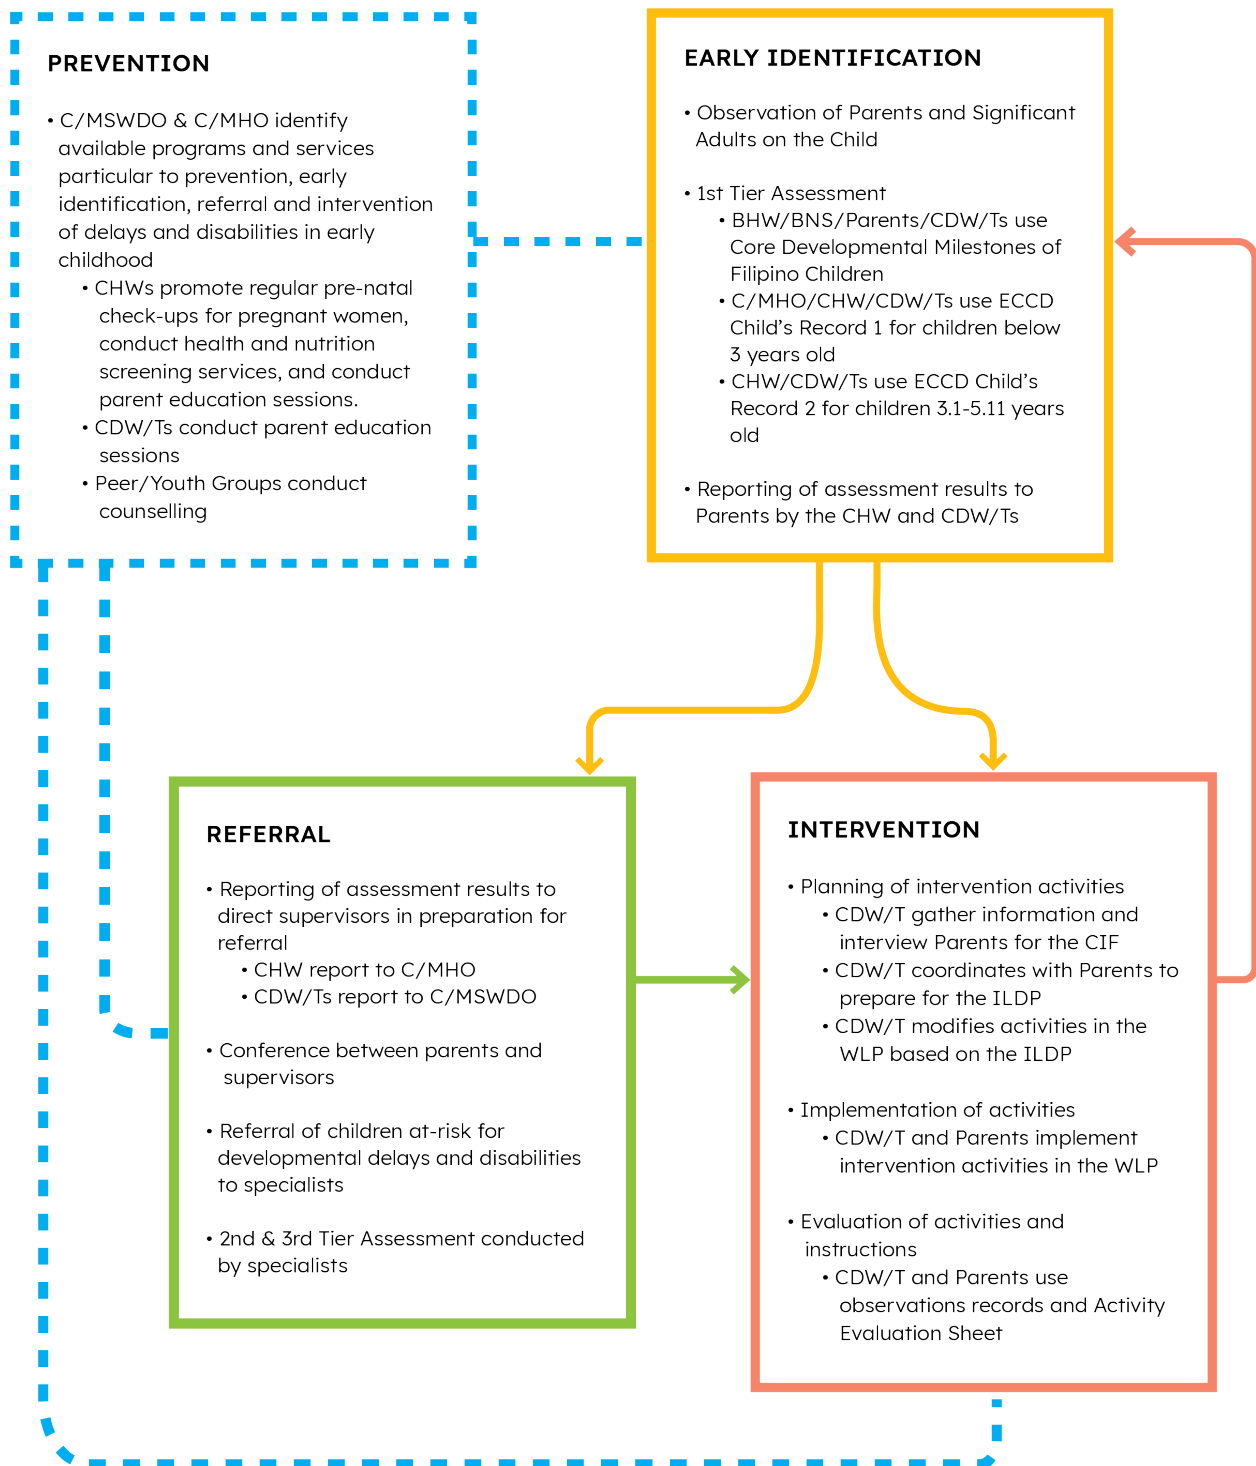 PREVENTION
• C/MSWDO & C/MHO identify
available programs and services
particular to prevention, early
identification, referral and intervention
of delays and disabilities in early
childhood
• CHWs promote regular pre-natal
check-ups for pregnant women,
conduct health and nutrition
screening services, and conduct
parent education sessions.
• CDW/Ts conduct parent education
sessions
• Peer/Youth Groups conduct
counselling
EARLY IDENTIFICATION
• Observation of Parents and Significant
Adults on the Child
• 1st Tier Assessment
• BHW/BNS/Parents/CDW/Ts use
Core Developmental Milestones of
Filipino Children
• C/MHO/CHW/CDW/Ts use ECCD
Child's Record 1 for children below
3 years old
• CHW/CDW/Ts use ECCD Child's
Record 2 for children 3.1-5.11 years
old
• Reporting of assessment results to
Parents by the CHW and CDW/Ts
REFERRAL
• Reporting of assessment results to
direct supervisors in preparation for
referral
• CHW report to C/MHO
• CDW/Ts report to C/MSWDO
• Conference between parents and
supervisors
• Referral of children at-risk for
developmental delays and disabilities
to specialists
• 2nd & 3rd Tier Assessment conducted
by specialists
INTERVENTION
• Planning of intervention activities
• CDW/T gather information and
interview Parents for the CIF
• CDW/T coordinates with Parents to
prepare for the ILDP
• CDW/T modifies activities in the
WLP based on the ILDP
• Implementation of activities
• CDW/T and Parents implement
intervention activities in the WLP
• Evaluation of activities and
instructions
• CDW/T and Parents use
observations records and Activity
Evaluation Sheet